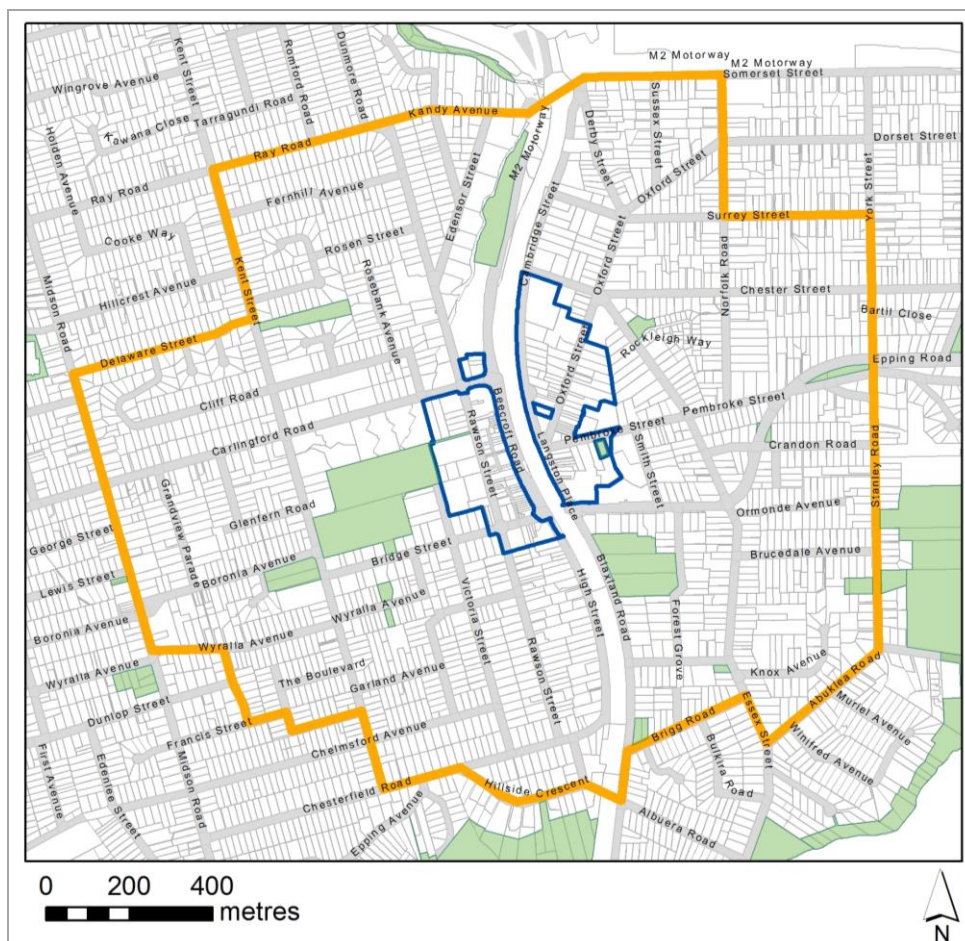 M2 Motorway
M2 Motorway
Somerset Street
Wingrove Avenue
Kent Street
Romford Road
Dunmore Road
Tarragundi Road
Kawana Close
Holden Avenue
Kandy Avenue
M2 Motorway
Derby Street
Sussex Street
Dorset Street
Ray Road
Ray Road
Fernhill Avenue
Edensor Street
Oxford Street
Surrey Street
York Street
Cooke Way
Rosen Street
Cambridge Street
Oxford Street
Norfolk Road
Hillcrest Avenue
Kent Street
Rosebank Avenue
Chester Street
Midson Road
Bartil Close
Delaware Street
Rockleigh Way
Epping Road
Cliff Road
Beecroft Road
Oxford Street
Pembroke Street
Pembroke Street
Carlingford Road
Rawson Street
Langston Place
Smith Street
Crandon Road
Stanley Road
Grandview Parade
Glenfern Road
Ormonde Avenue
George Street
Bridge Street
Brucedale Avenue
Lewis Street
Boronia Avenue
Boronia Avenue
Victoria Street
High Street
Blaxland Road
Forest Grove
Wyralla Avenue
Wyralla Avenue
Wyralla Avenue
The Boulevard
Garland Avenue
Rawson Street
Knox Avenue
Abuklea Road
Dunlop Street
Francis Street
Chelmsford Avenue
Brigg Road
Essex Street
Muriel Avenue
Winifred Avenue
First Avenue
Edenlee Street
Midson Road
Chesterfield Road
Hillside Crescent
Bulkira Road
Epping Avenue
Albuera Road
0 200 400
metres
N